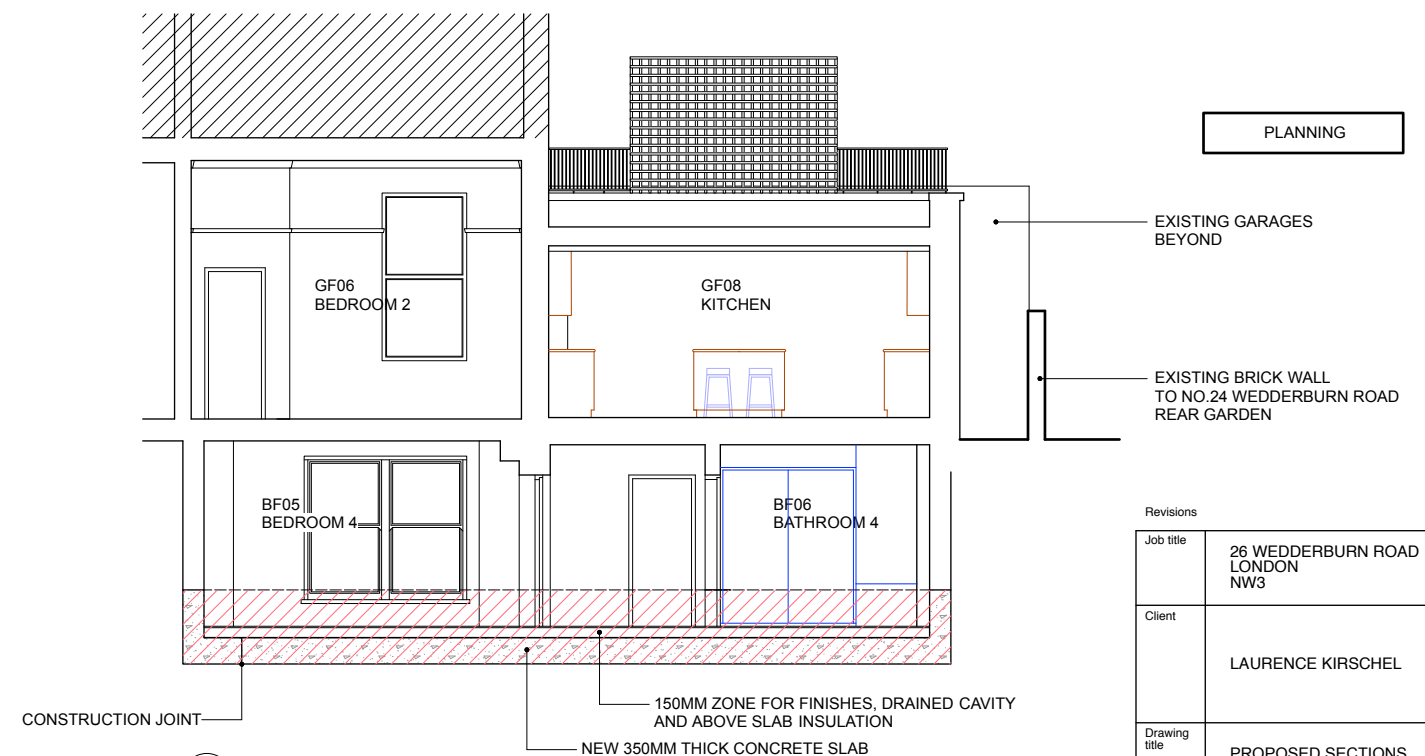 PLANNING
EXISTING GARAGES
BEYOND
GF06
BEDROOM 2
GF08
KITCHEN
EXISTING BRICK WALL
TO NO.24 WEDDERBURN ROAD
REAR GARDEN
BF05
BEDROOM 4
BF06
BATHROOM 4
Revisions
Job title
26 WEDDERBURN ROAD
LONDON
NW3
Client
LAURENCE KIRSCHEL
Drawing
title
PROPOSED SECTIONS
150MM ZONE FOR FINISHES, DRAINED CAVITY
AND ABOVE SLAB INSULATION
CONSTRUCTION JOINT
NEW 350MM THICK CONCRETE SLAB